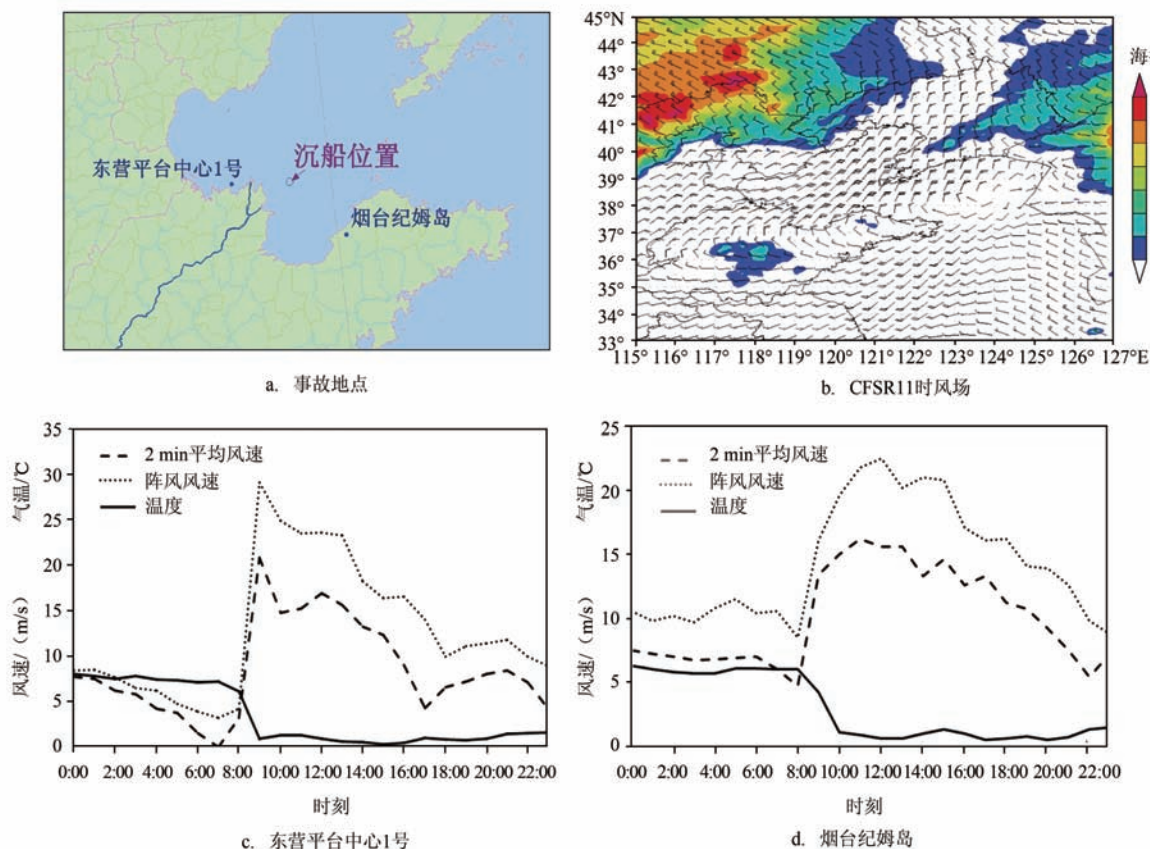 东营平台中心1号
沉船位置
烟台纪姆岛
a. 事故地点
45°N
44°
43°
42°
41°
40°
39°
38°
37°
36°
35°
34°
33°
115° 116° 117° 118° 119° 120° 121° 122° 123° 124° 125° 126° 127°E
b. CFSR11时风场
35
30
25
20
15
10
5
0
气温/℃
风速/（m/s）
2 min平均风速
阵风风速
温度
0:00 2:00 4:00 6:00 8:00 10:00 12:00 14:00 16:00 18:00 20:00 22:00
时刻
c. 东营平台中心1号
25
20
15
10
5
0
气温/℃
风速/（m/s）
2 min平均风速
阵风风速
温度
0:00 2:00 4:00 6:00 8:00 10:00 12:00 14:00 16:00 18:00 20:00 22:00
时刻
d. 烟台纪姆岛